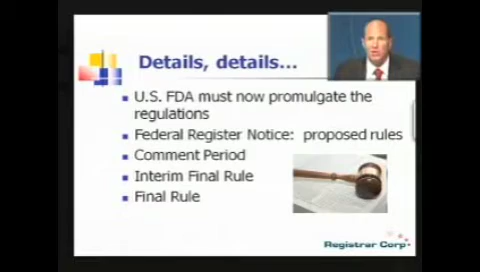 Details, details...
U.S. FDA must now promulgate the
regulations
Federal Register Notice: proposed rules
Comment Period
Interim Final Rule
Final Rule
Registrar Corp